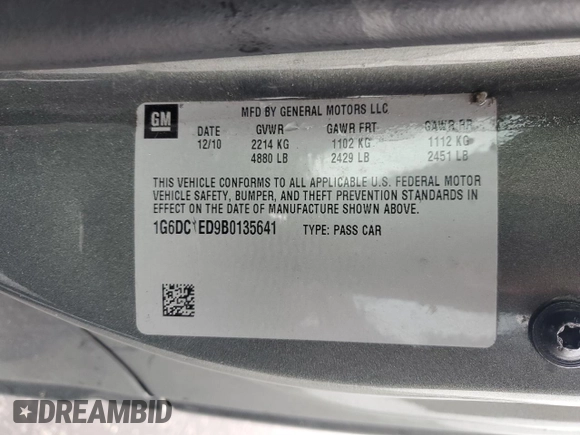 GM
MFD BY GENERAL MOTORS LLC
DATE GVWR GAWR FRT GAWR RR
12/10 2214 KG 1102 KG 1112 KG
4880 LB 2429 LB 2451 LB
THIS VEHICLE CONFORMS TO ALL APPLICABLE U.S. FEDERAL MOTOR
VEHICLE SAFETY, BUMPER, AND THEFT PREVENTION STANDARDS IN
EFFECT ON THE DATE OF MANUFACTURE SHOWN ABOVE.
1G6DC1ED9B0135641 TYPE: PASS CAR
DREAMBID